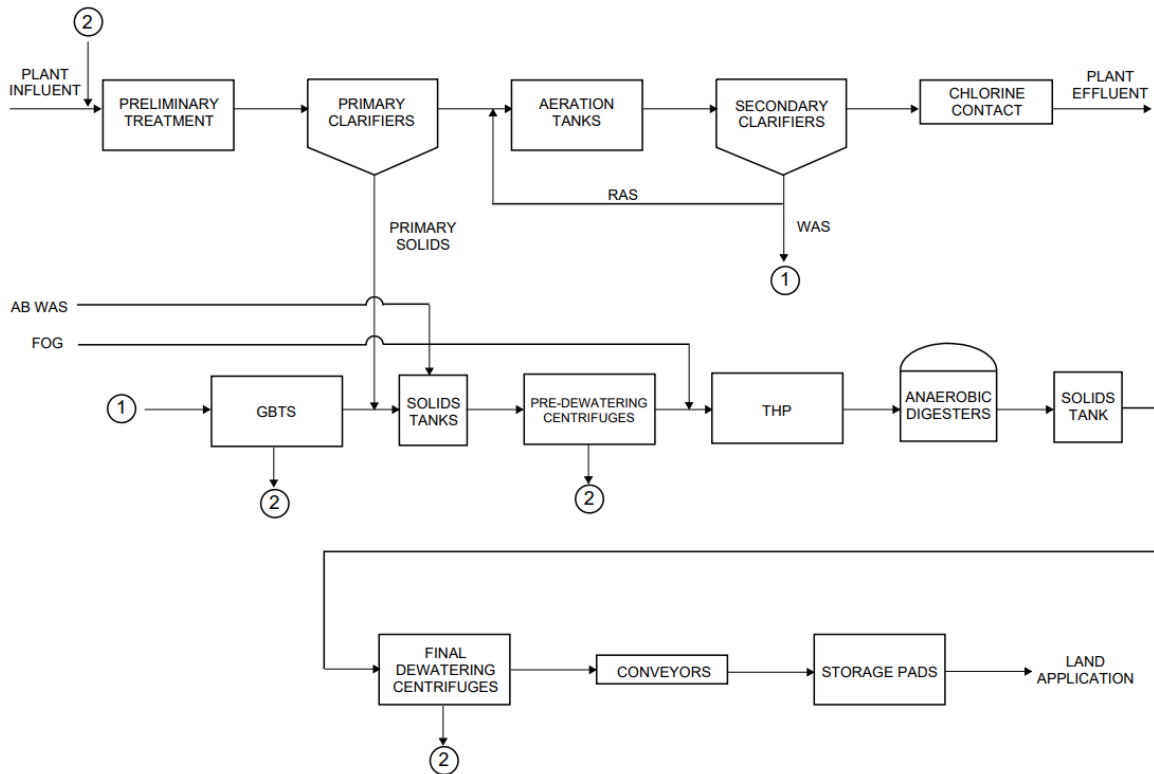 2
PLANT
INFLUENT
PRELIMINARY
TREATMENT
PRIMARY
CLARIFIERS
AERATION
TANKS
SECONDARY
CLARIFIERS
CHLORINE
CONTACT
PLANT
EFFLUENT
RAS
WAS
1
PRIMARY
SOLIDS
AB WAS
FOG
1
GBTS
2
SOLIDS
TANKS
PRE-DEWATERING
CENTRIFUGES
2
THP
ANAEROBIC
DIGESTERS
SOLIDS
TANK
FINAL
DEWATERING
CENTRIFUGES
2
CONVEYORS
STORAGE PADS
LAND
APPLICATION